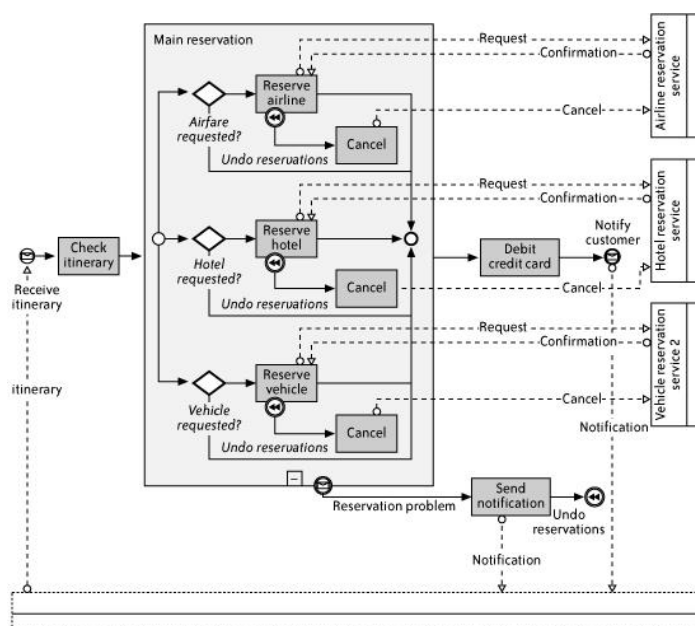 Main reservation
Reserve
airline
Airfare
requested?
Cancel
Undo reservations
Request
Confirmation
Cancel
Airline reservation
service
Reserve
hotel
Hotel
requested?
Cancel
Undo reservations
Request
Confirmation
Cancel
Hotel reservation
service
Check
itinerary
Receive
itinerary
itinerary
Debit
credit card
Notify
customer
Reserve
vehicle
Vehicle
requested?
Cancel
Undo reservations
Request
Confirmation
Cancel
Vehicle reservation
service 2
Notification
Reservation problem
Send
notification
Undo
reservations
Notification